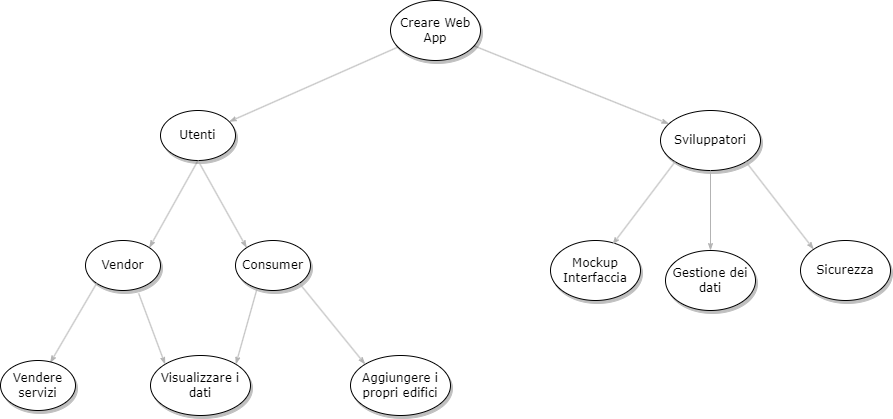 Creare Web
App
Utenti
Sviluppatori
Vendor
Consumer
Mockup
Interfaccia
Gestione dei
dati
Sicurezza
Vendere
servizi
Visualizzare i
dati
Aggiungere i
propri edifici